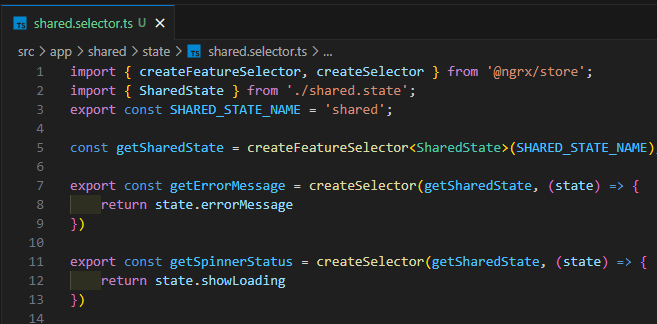 shared.selector.ts U ×
src > app > shared > state > TS shared.selector.ts > ...
1 import { createFeatureSelector, createSelector } from '@ngrx/store';
2 import { SharedState } from './shared.state';
3 export const SHARED_STATE_NAME = 'shared';
4
5 const getSharedState = createFeatureSelector<SharedState>(SHARED_STATE_NAME)
6
7 export const getErrorMessage = createSelector(getSharedState, (state) => {
8     return state.errorMessage
9 })
10
11 export const getSpinnerStatus = createSelector(getSharedState, (state) => {
12     return state.showLoading
13 })
14